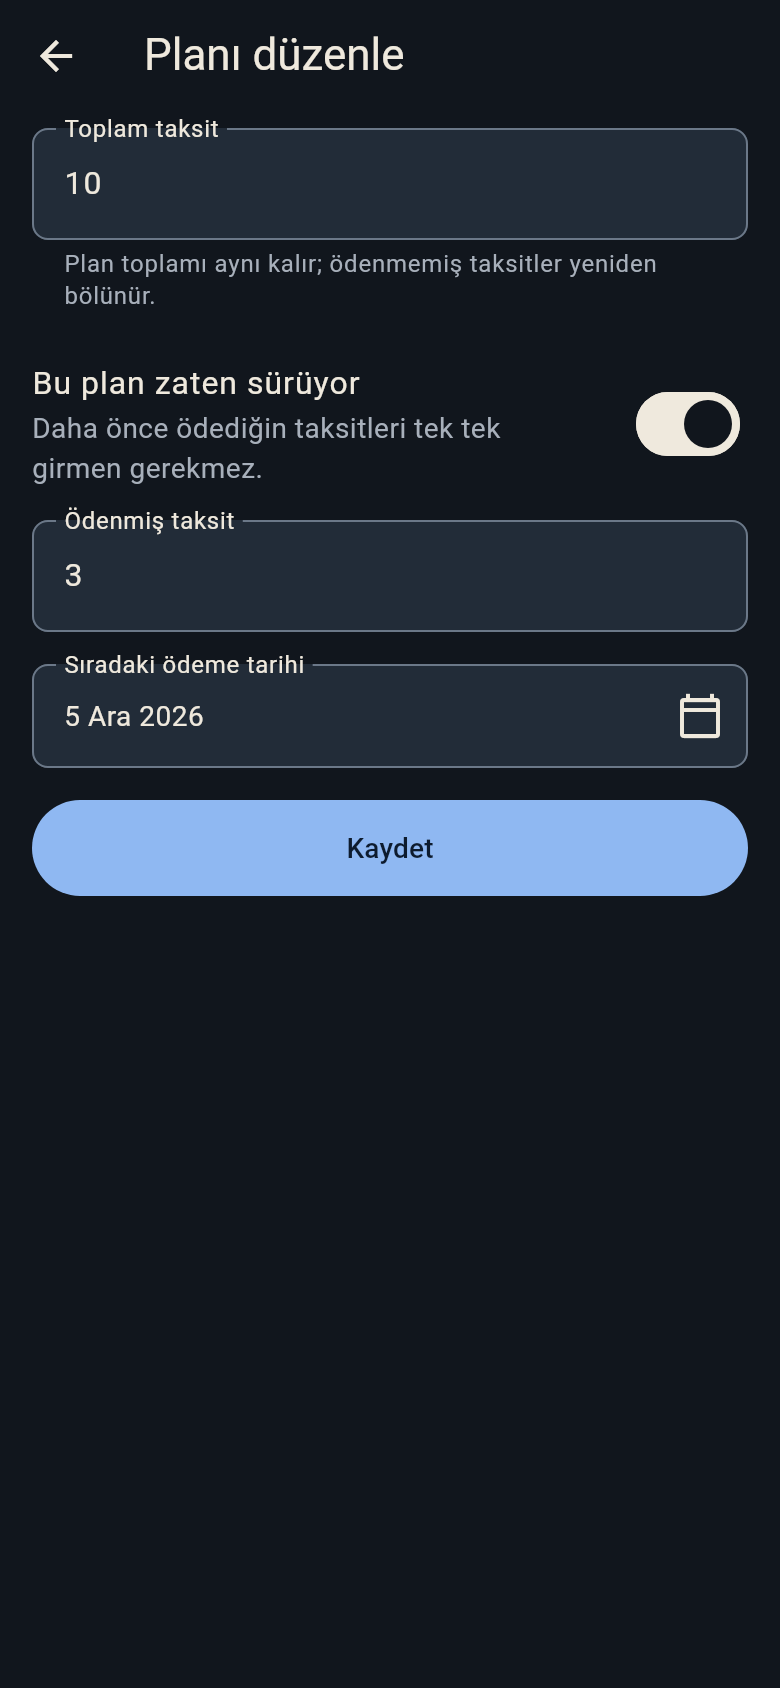 Planı düzenle
Toplam taksit
10
Plan toplamı aynı kalır; ödenmemiş taksitler yeniden
bölünür.
Bu plan zaten sürüyor
Daha önce ödediğin taksitleri tek tek
girmen gerekmez.
Ödenmiş taksit
3
Sıradaki ödeme tarihi
5 Ara 2026
Kaydet